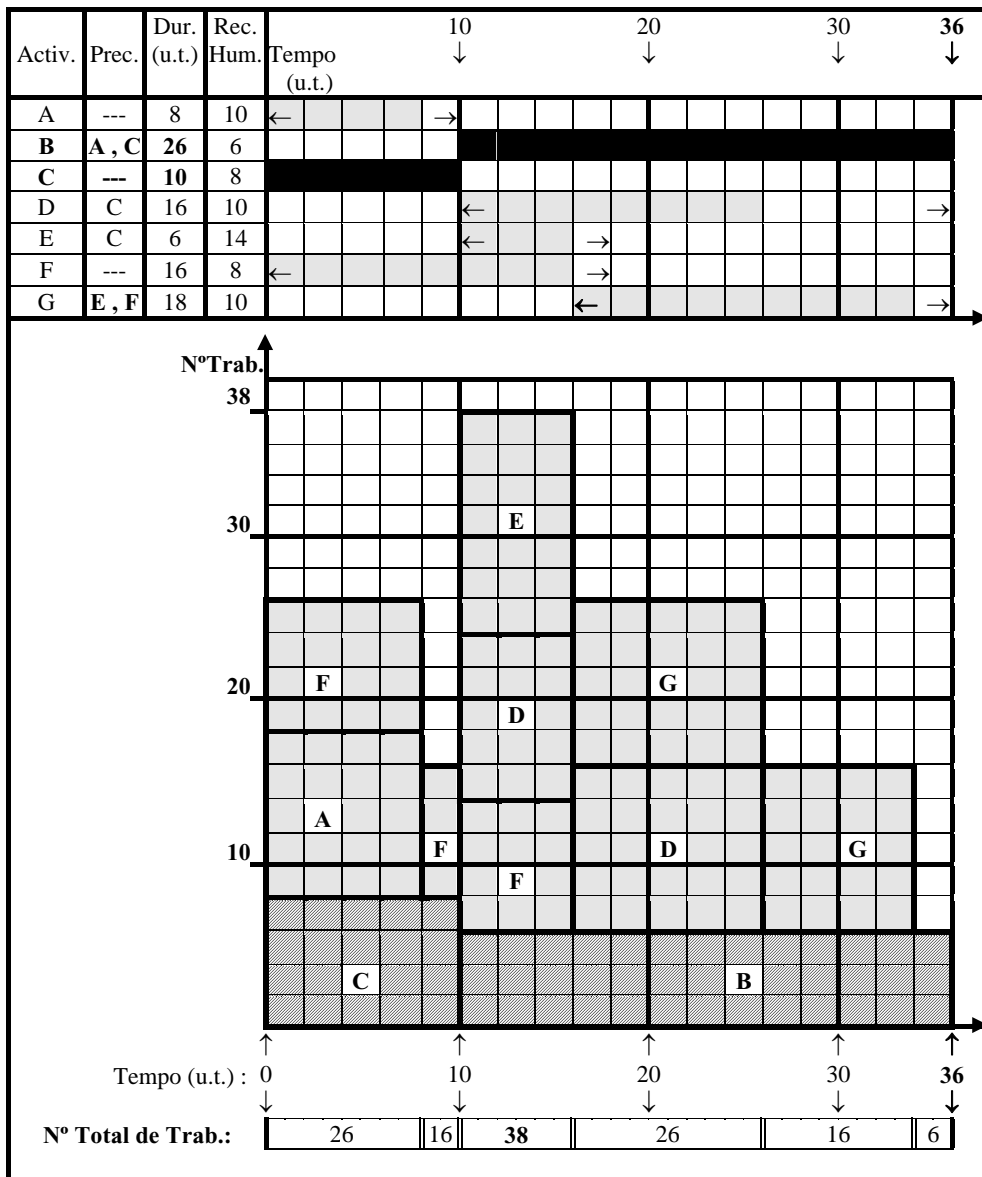 10 20 30 36
Dur. Rec.
Activ. Prec. (u.t.) Hum. Tempo ↓ ↓ ↓ ↓
(u.t.)
A --- 8 10 ← →
B A , C 26 6
C --- 10 8
D C 16 10 ← →
E C 6 14 ← →
F --- 16 8 ← →
G E , F 18 10 ← →
NºTrab.
38
E
30
F G
20
D
A
F D G
10
F
C B
↑ ↑ ↑ ↑ ↑
Tempo (u.t.) : 0 10 20 30 36
↓ ↓ ↓ ↓ ↓
Nº Total de Trab.: 26 16 38 26 16 6